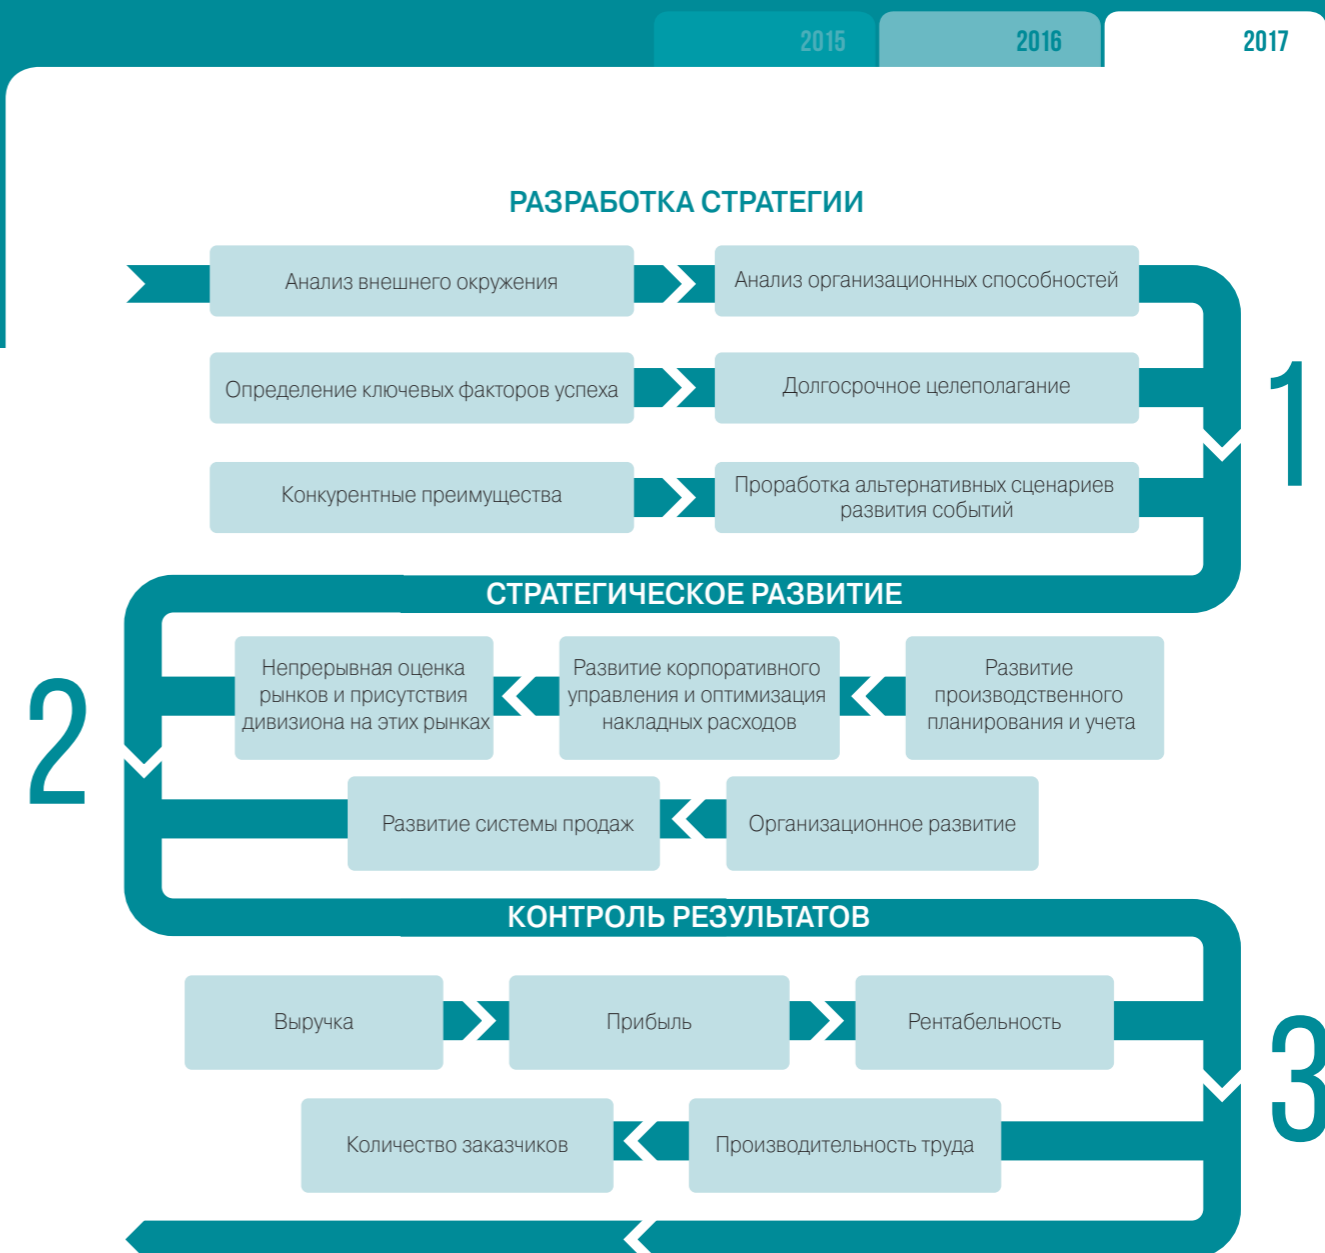 2015
2016
2017
РАЗРАБОТКА СТРАТЕГИИ
Анализ внешнего окружения
Анализ организационных способностей
Определение ключевых факторов успеха
Долгосрочное целеполагание
Конкурентные преимущества
Проработка альтернативных сценариев
развития событий
1
СТРАТЕГИЧЕСКОЕ РАЗВИТИЕ
2
Непрерывная оценка
рынков и присутствия
дивизиона на этих рынках
Развитие корпоративного
управления и оптимизация
накладных расходов
Развитие
производственного
планирования и учета
Развитие системы продаж
Организационное развитие
КОНТРОЛЬ РЕЗУЛЬТАТОВ
Выручка
Прибыль
Рентабельность
3
Количество заказчиков
Производительность труда